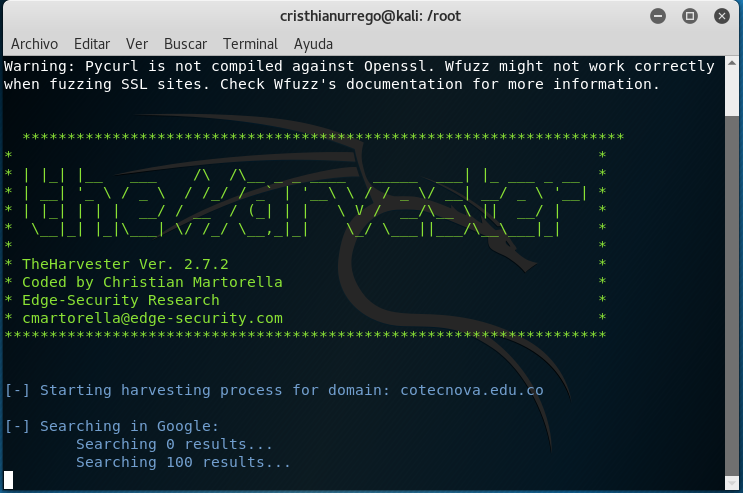 cristhianurrego@kali: /root
Archivo Editar Ver Buscar Terminal Ayuda
Warning: Pycurl is not compiled against Openssl. Wfuzz might not work correctly
when fuzzing SSL sites. Check Wfuzz's documentation for more information.
*******************************************************************
*                                                                 *
* | |_| |__   ___    /\  /\__ _ _ ____   _____  ___| |_ ___ _ __  *
* | __| '_ \ / _ \  / /_/ / _` | '__\ \ / / _ \/ __| __/ _ \ '__| *
* | |_| | | |  __/ / __  / (_| | |   \ V /  __/\__ \ ||  __/ |    *
*  \__|_| |_|\___| \/ /_/ \__,_|_|    \_/ \___||___/\__\___|_|    *
*                                                                 *
* TheHarvester Ver. 2.7.2                                         *
* Coded by Christian Martorella                                   *
* Edge-Security Research                                          *
* cmartorella@edge-security.com                                   *
*******************************************************************
[-] Starting harvesting process for domain: cotecnova.edu.co
[-] Searching in Google:
        Searching 0 results...
        Searching 100 results...